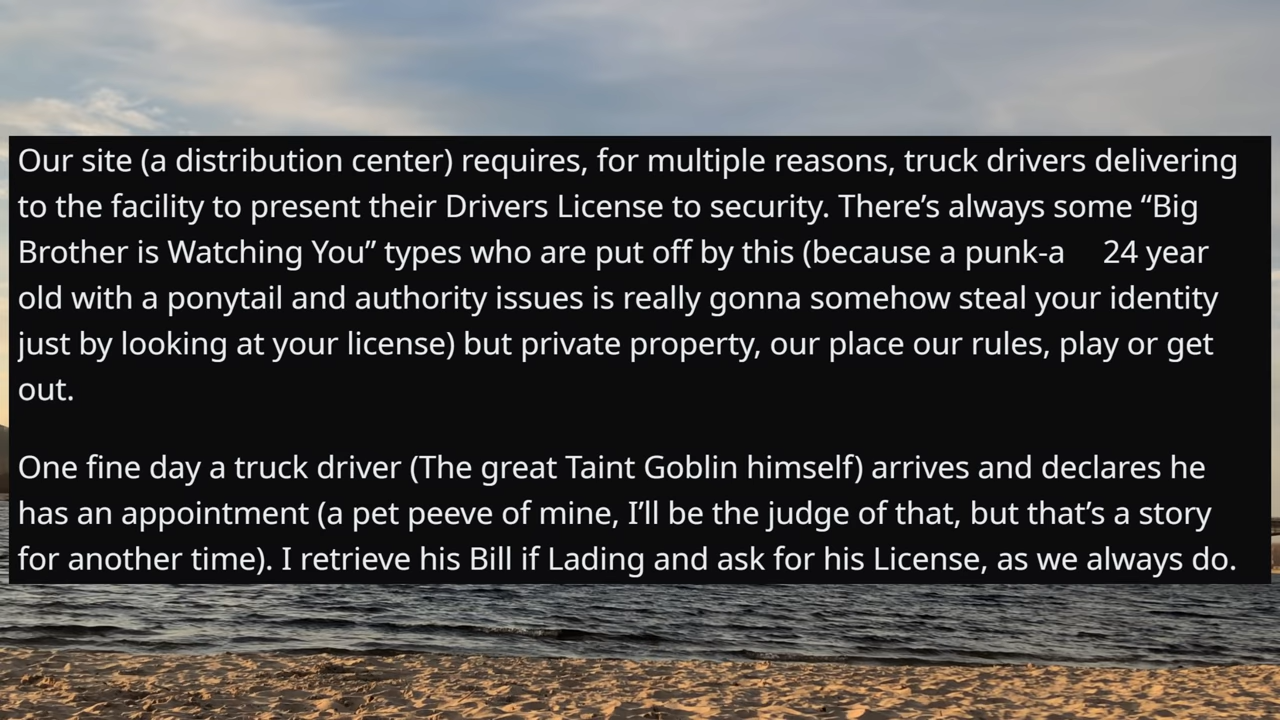 Our site (a distribution center) requires, for multiple reasons, truck drivers delivering
to the facility to present their Drivers License to security. There’s always some “Big
Brother is Watching You” types who are put off by this (because a punk-a 24 year
old with a ponytail and authority issues is really gonna somehow steal your identity
just by looking at your license) but private property, our place our rules, play or get
out.
One fine day a truck driver (The great Taint Goblin himself) arrives and declares he
has an appointment (a pet peeve of mine, I’ll be the judge of that, but that’s a story
for another time). I retrieve his Bill if Lading and ask for his License, as we always do.